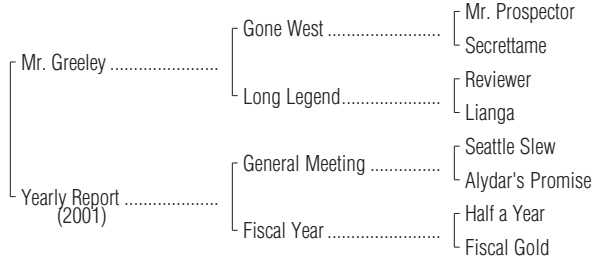 Mr. Prospector
Gone West ........................
Secrettame
Mr. Greeley ........................
Reviewer
Long Legend......................
Lianga
Seattle Slew
General Meeting ................
Alydar's Promise
Yearly Report .....................
(2001)
Half a Year
Fiscal Year .........................
Fiscal Gold